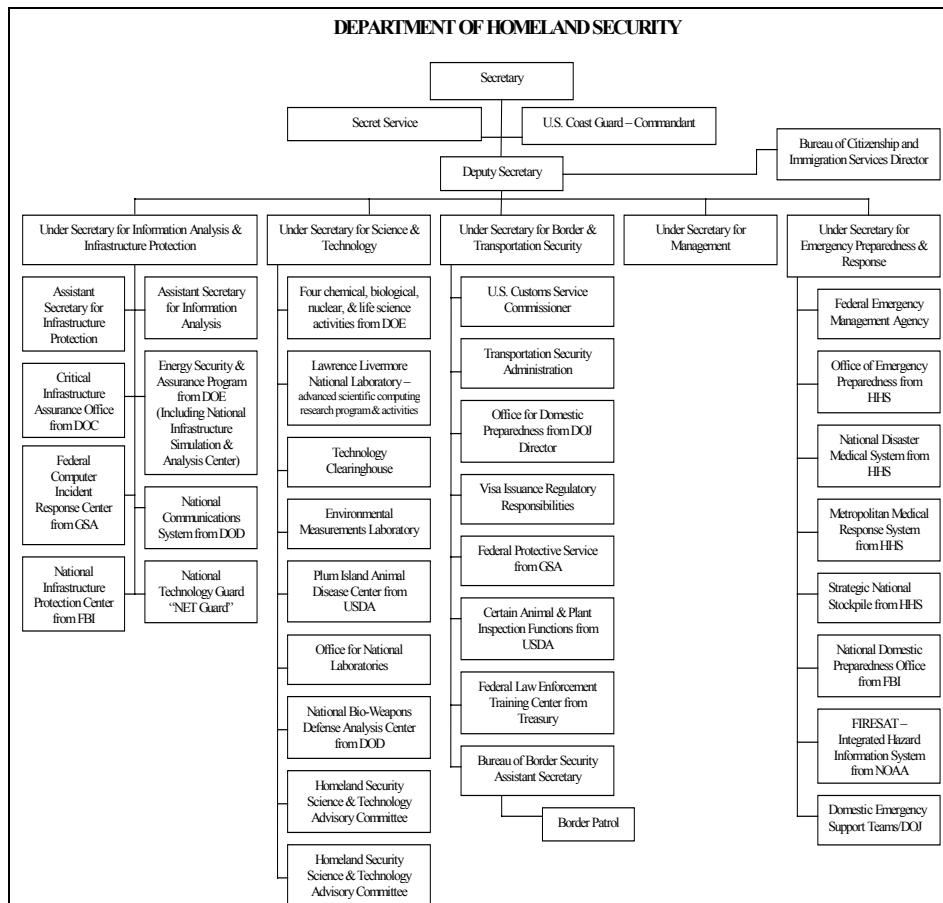 DEPARTMENT OF HOMELAND SECURITY
Secretary
Secret Service
U.S. Coast Guard – Commandant
Bureau of Citizenship and
Immigration Services Director
Deputy Secretary
Under Secretary for Information Analysis &
Infrastructure Protection
Assistant
Secretary for
Infrastructure
Protection
Assistant Secretary
for Information
Analysis
Critical
Infrastructure
Assurance Office
from DOC
Energy Security &
Assurance Program
from DOE
(Including National
Infrastructure
Simulation &
Analysis Center)
Federal
Computer
Incident
Response Center
from GSA
National
Communications
System from DOD
National
Infrastructure
Protection Center
from FBI
National
Technology Guard
“NET Guard”
Under Secretary for Science &
Technology
Four chemical, biological,
nuclear, & life science
activities from DOE
Lawrence Livermore
National Laboratory –
advanced scientific computing
research program & activities
Technology
Clearinghouse
Environmental
Measurements Laboratory
Plum Island Animal
Disease Center from
USDA
Office for National
Laboratories
National Bio-Weapons
Defense Analysis Center
from DOD
Homeland Security
Science & Technology
Advisory Committee
Homeland Security
Science & Technology
Advisory Committee
Under Secretary for Border &
Transportation Security
U.S. Customs Service
Commissioner
Transportation Security
Administration
Office for Domestic
Preparedness from DOJ
Director
Visa Issuance Regulatory
Responsibilities
Federal Protective Service
from GSA
Certain Animal & Plant
Inspection Functions from
USDA
Federal Law Enforcement
Training Center from
Treasury
Bureau of Border Security
Assistant Secretary
Border Patrol
Under Secretary for
Management
Under Secretary for
Emergency Preparedness &
Response
Federal Emergency
Management Agency
Office of Emergency
Preparedness from
HHS
National Disaster
Medical System from
HHS
Metropolitan Medical
Response System
from HHS
Strategic National
Stockpile from HHS
National Domestic
Preparedness Office
from FBI
FIRESAT –
Integrated Hazard
Information System
from NOAA
Domestic Emergency
Support Teams/DOJ